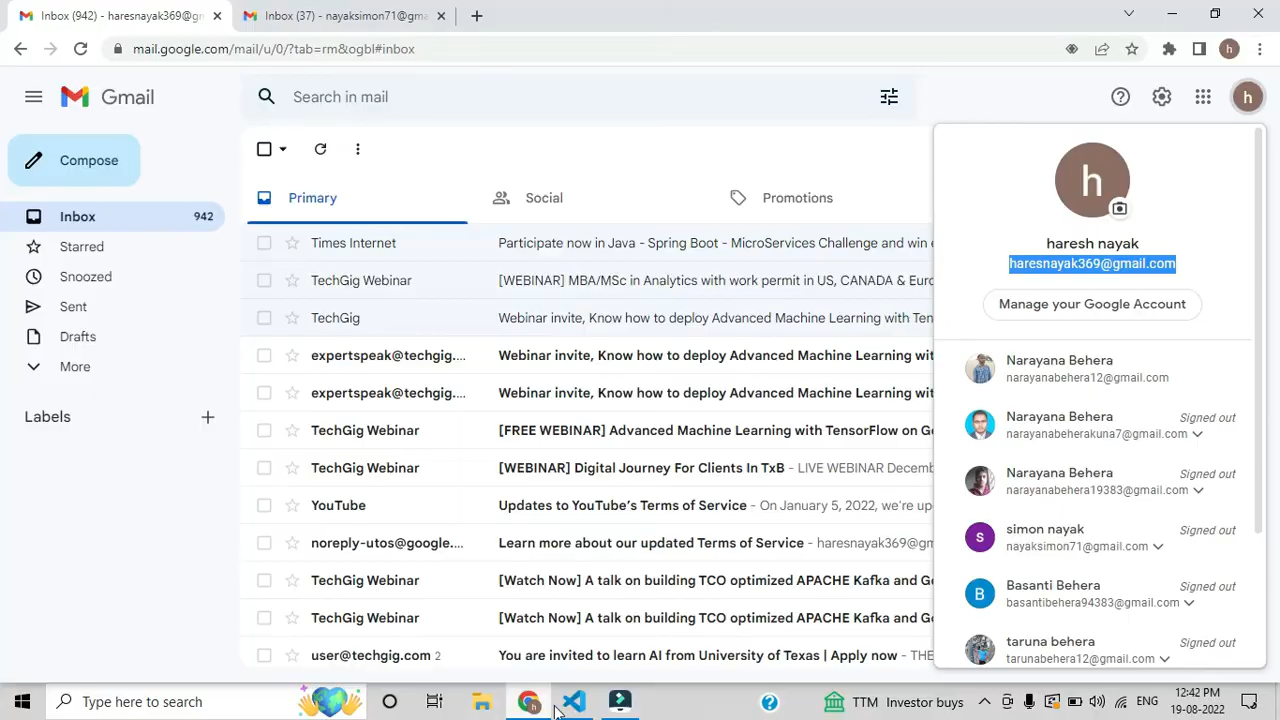 Inbox (942) - haresnayak369@gm
Inbox (37) - nayaksimon71@gma
mail.google.com/mail/u/0/?tab=rm&ogbl#inbox
h
Gmail
Search in mail
h
Compose
Inbox 942
Starred
Snoozed
Sent
Drafts
More
Labels
Primary
Social
Promotions
Times Internet Participate now in Java - Spring Boot - MicroServices Challenge and win e
TechGig Webinar [WEBINAR] MBA/MSc in Analytics with work permit in US, CANADA & Euro
TechGig Webinar invite, Know how to deploy Advanced Machine Learning with Ten
expertspeak@techgig.... Webinar invite, Know how to deploy Advanced Machine Learning with
expertspeak@techgig.... Webinar invite, Know how to deploy Advanced Machine Learning with
TechGig Webinar [FREE WEBINAR] Advanced Machine Learning with TensorFlow on Go
TechGig Webinar [WEBINAR] Digital Journey For Clients In TxB - LIVE WEBINAR Decemb
YouTube Updates to YouTube's Terms of Service - On January 5, 2022, we're up
noreply-utos@google.... Learn more about our updated Terms of Service - haresnayak369@gm
TechGig Webinar [Watch Now] A talk on building TCO optimized APACHE Kafka and Ge
TechGig Webinar [Watch Now] A talk on building TCO optimized APACHE Kafka and Ge
user@techgig.com 2 You are invited to learn AI from University of Texas | Apply now - THE
h
haresh nayak
haresnayak369@gmail.com
Manage your Google Account
Narayana Behera
narayanabehera12@gmail.com
Narayana Behera Signed out
narayanabeherakuna7@gmail.com
Narayana Behera Signed out
narayanabehera19383@gmail.com
s
simon nayak Signed out
nayaksimon71@gmail.com
B
Basanti Behera Signed out
basantibehera94383@gmail.com
taruna behera Signed out
tarunabehera12@gmail.com
Type here to search
TTM Investor buys
ENG
12:42 PM
19-08-2022